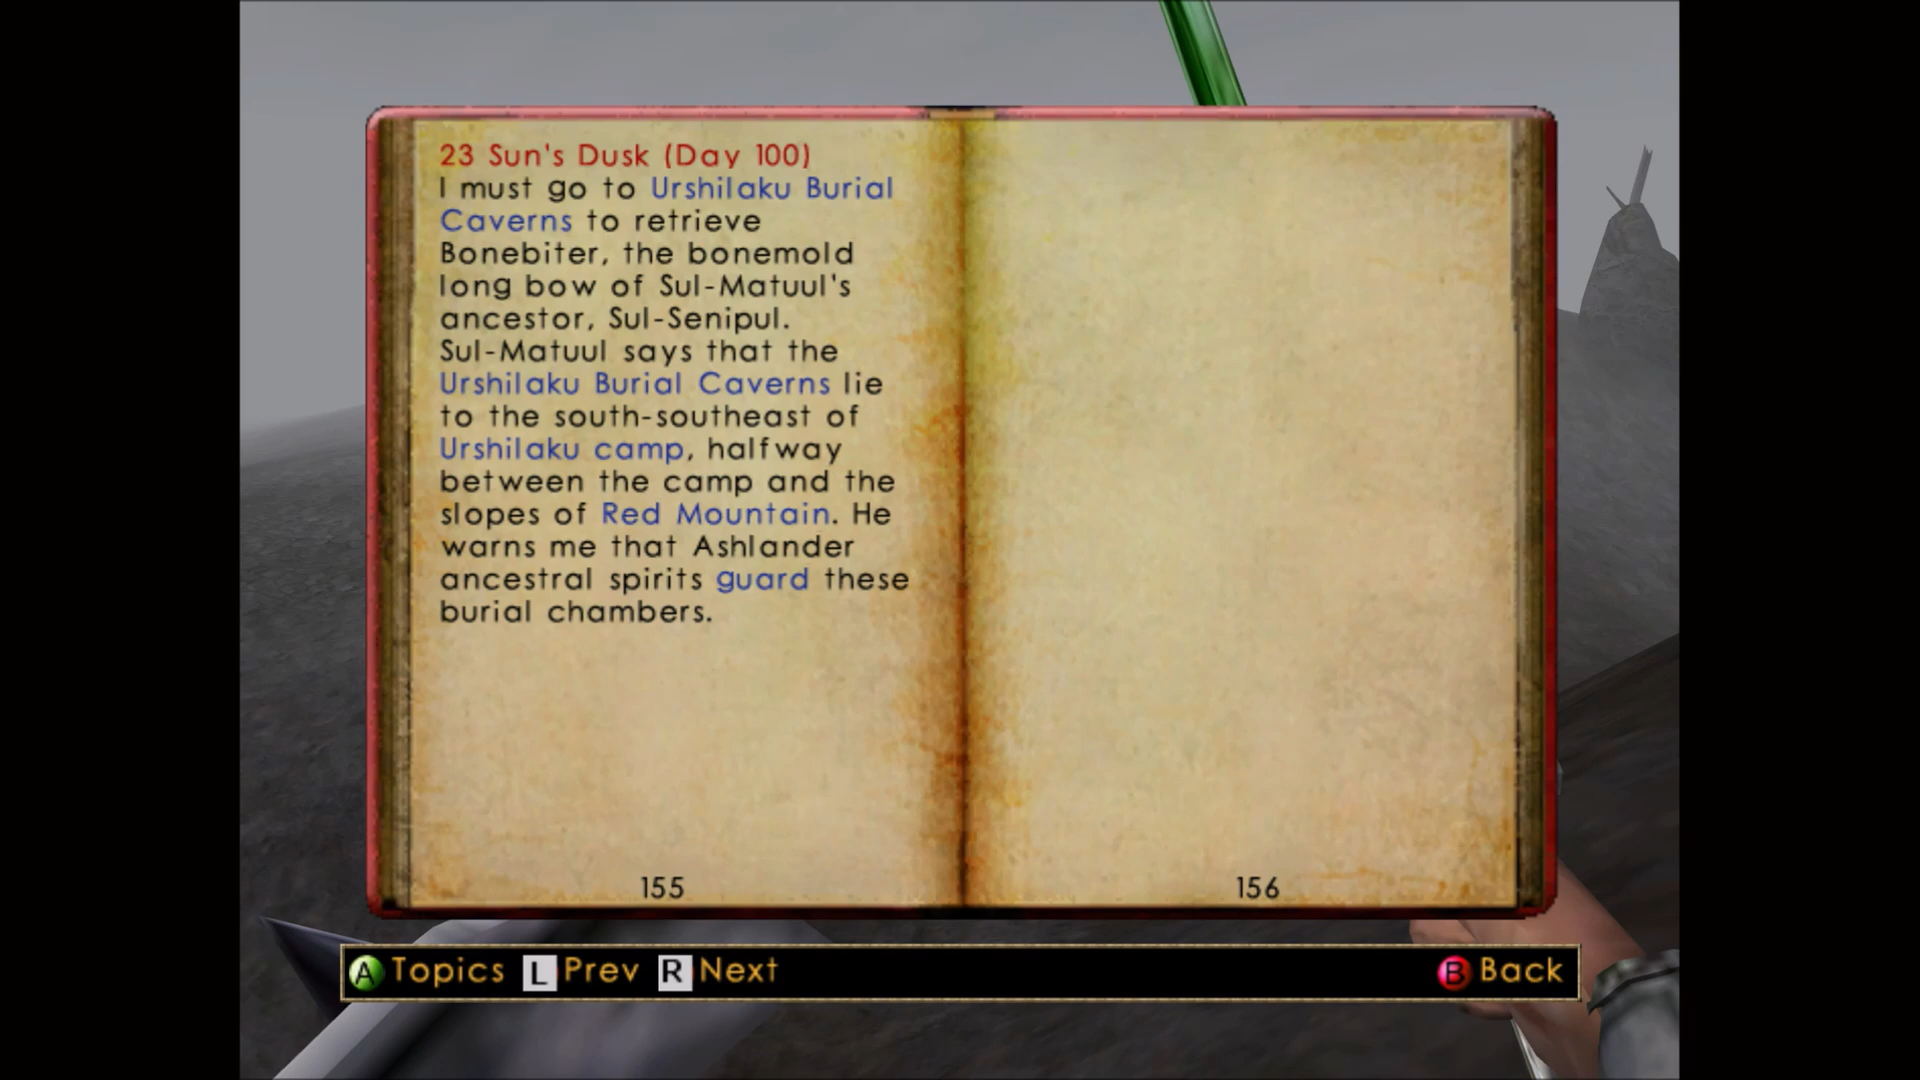 23 Sun's Dusk (Day 100)
I must go to Urshilaku Burial
Caverns to retrieve
Bonebiter, the bonemold
long bow of Sul-Matuul's
ancestor, Sul-Senipul.
Sul-Matuul says that the
Urshilaku Burial Caverns lie
to the south-southeast of
Urshilaku camp, halfway
between the camp and the
slopes of Red Mountain. He
warns me that Ashlander
ancestral spirits guard these
burial chambers.
155
156
A Topics L Prev R Next
B Back